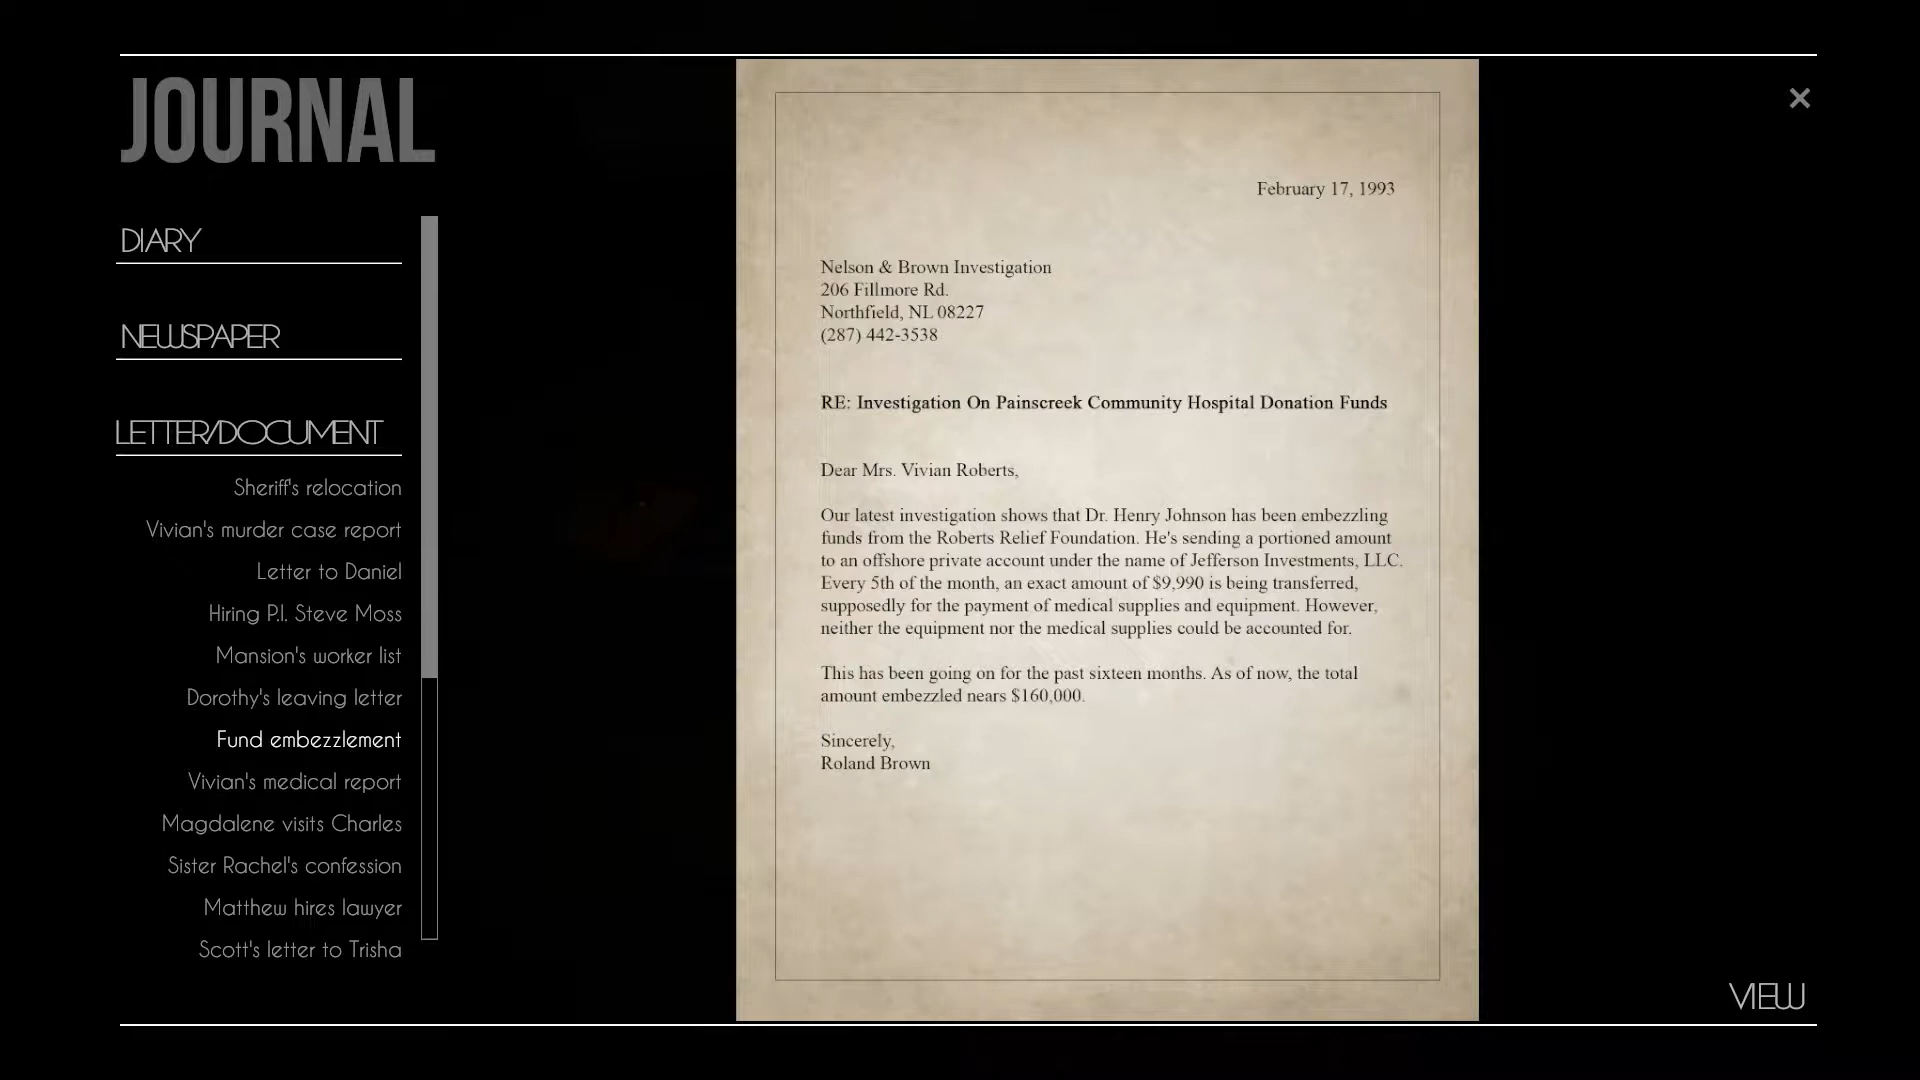 JOURNAL
DIARY
NEWSPAPER
LETTER/DOCUMENT
Sheriff's relocation
Vivian's murder case report
Letter to Daniel
Hiring P.I. Steve Moss
Mansion's worker list
Dorothy's leaving letter
Fund embezzlement
Vivian's medical report
Magdalene visits Charles
Sister Rachel's confession
Matthew hires lawyer
Scott's letter to Trisha
February 17, 1993
Nelson & Brown Investigation
206 Fillmore Rd.
Northfield, NL 08227
(287) 442-3538
RE: Investigation On Painscreek Community Hospital Donation Funds
Dear Mrs. Vivian Roberts,
Our latest investigation shows that Dr. Henry Johnson has been embezzling
funds from the Roberts Relief Foundation. He's sending a portioned amount
to an offshore private account under the name of Jefferson Investments, LLC.
Every 5th of the month, an exact amount of $9,990 is being transferred,
supposedly for the payment of medical supplies and equipment. However,
neither the equipment nor the medical supplies could be accounted for.
This has been going on for the past sixteen months. As of now, the total
amount embezzled nears $160,000.
Sincerely,
Roland Brown
×
VIEW